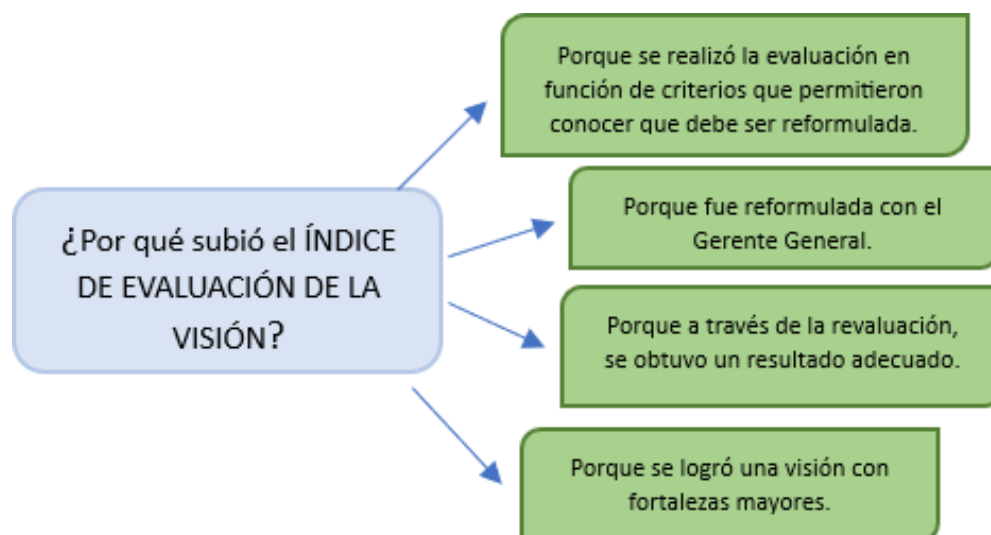 ¿Por qué subió el ÍNDICE
DE EVALUACIÓN DE LA
VISIÓN?
Porque se realizó la evaluación en
función de criterios que permitieron
conocer que debe ser reformulada.
Porque fue reformulada con el
Gerente General.
Porque a través de la revaluación,
se obtuvo un resultado adecuado.
Porque se logró una visión con
fortalezas mayores.